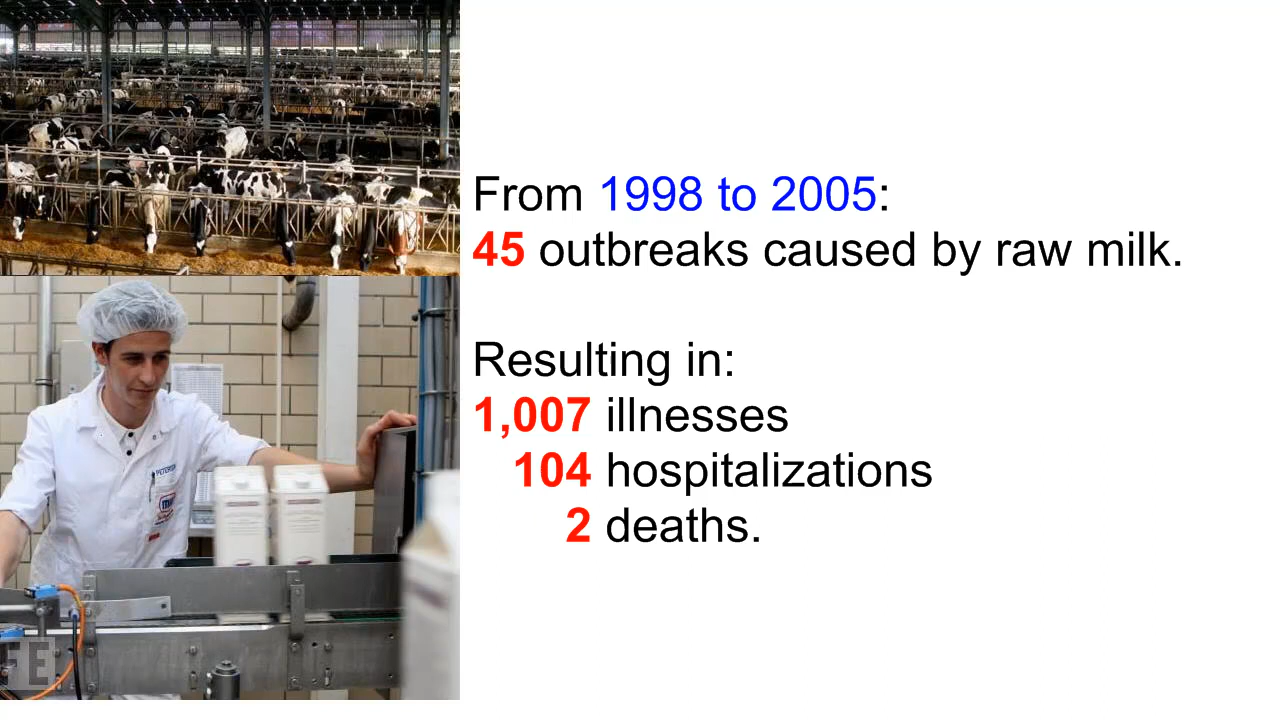 From 1998 to 2005:
45 outbreaks caused by raw milk.
Resulting in:
1,007 illnesses
104 hospitalizations
2 deaths.
FE